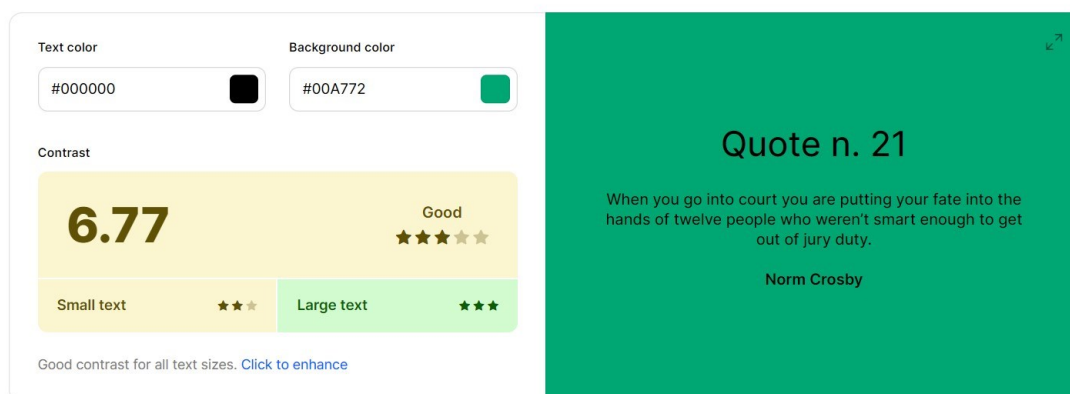 Text color
Background color
#000000
#00A772
Contrast
6.77
Good
Small text
Large text
Good contrast for all text sizes. Click to enhance
Quote n. 21
When you go into court you are putting your fate into the
hands of twelve people who weren’t smart enough to get
out of jury duty.
Norm Crosby